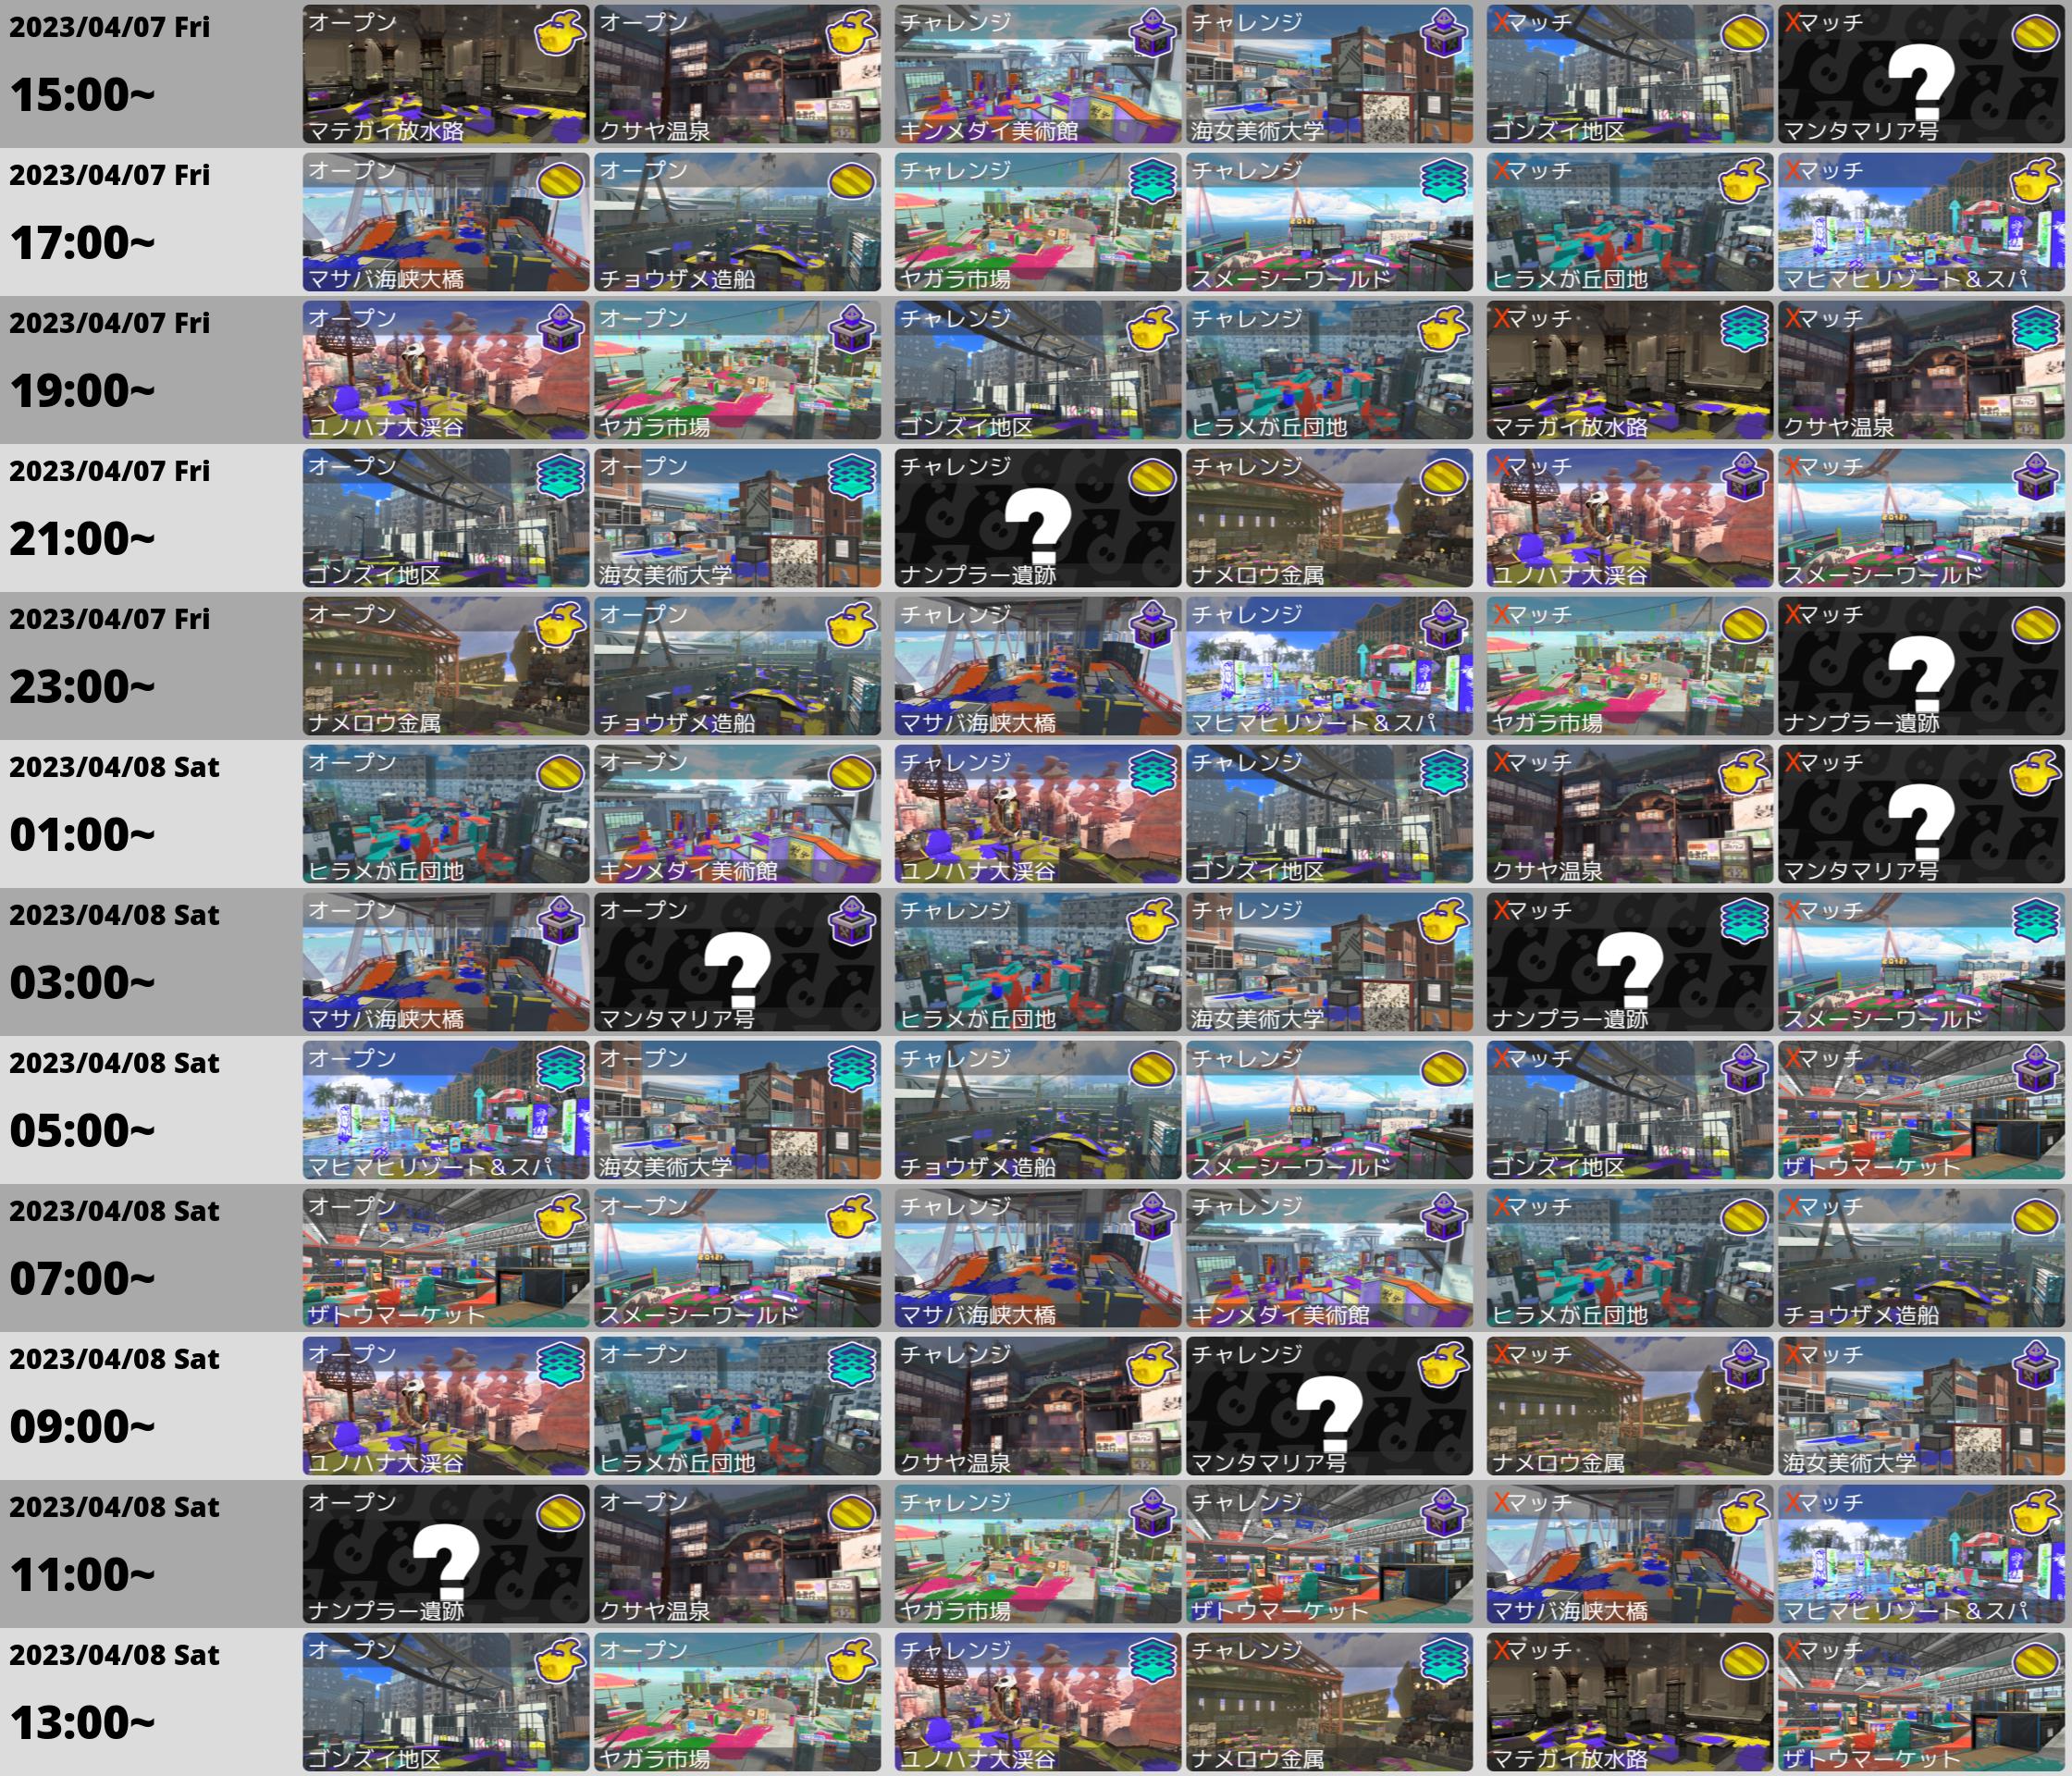 2023/04/07 Fri
15:00~
オープン オープン チャレンジ チャレンジ Xマッチ Xマッチ
マテガイ放水路 クサヤ温泉 キンメダイ美術館 海女美術大学 ゴンズイ地区 マンタマリア号
2023/04/07 Fri
17:00~
オープン オープン チャレンジ チャレンジ Xマッチ Xマッチ
マサバ海峡大橋 チョウザメ造船 ヤガラ市場 スメーシーワールド ヒラメが丘団地 マヒマヒリゾート&スパ
2023/04/07 Fri
19:00~
オープン オープン チャレンジ チャレンジ Xマッチ Xマッチ
ユノハナ大渓谷 ヤガラ市場 ゴンズイ地区 ヒラメが丘団地 マテガイ放水路 クサヤ温泉
2023/04/07 Fri
21:00~
オープン オープン チャレンジ チャレンジ Xマッチ Xマッチ
ゴンズイ地区 海女美術大学 ナンプラー遺跡 ナメロウ金属 ユノハナ大渓谷 スメーシーワールド
2023/04/07 Fri
23:00~
オープン オープン チャレンジ チャレンジ Xマッチ Xマッチ
ナメロウ金属 チョウザメ造船 マサバ海峡大橋 マヒマヒリゾート&スパ ヤガラ市場 ナンプラー遺跡
2023/04/08 Sat
01:00~
オープン オープン チャレンジ チャレンジ Xマッチ Xマッチ
ヒラメが丘団地 キンメダイ美術館 ユノハナ大渓谷 ゴンズイ地区 クサヤ温泉 マンタマリア号
2023/04/08 Sat
03:00~
オープン オープン チャレンジ チャレンジ Xマッチ Xマッチ
マサバ海峡大橋 マンタマリア号 ヒラメが丘団地 海女美術大学 ナンプラー遺跡 スメーシーワールド
2023/04/08 Sat
05:00~
オープン オープン チャレンジ チャレンジ Xマッチ Xマッチ
マヒマヒリゾート&スパ 海女美術大学 チョウザメ造船 スメーシーワールド ゴンズイ地区 ザトウマーケット
2023/04/08 Sat
07:00~
オープン オープン チャレンジ チャレンジ Xマッチ Xマッチ
ザトウマーケット スメーシーワールド マサバ海峡大橋 キンメダイ美術館 ヒラメが丘団地 チョウザメ造船
2023/04/08 Sat
09:00~
オープン オープン チャレンジ チャレンジ Xマッチ Xマッチ
ユノハナ大渓谷 ヒラメが丘団地 クサヤ温泉 マンタマリア号 ナメロウ金属 海女美術大学
2023/04/08 Sat
11:00~
オープン オープン チャレンジ チャレンジ Xマッチ Xマッチ
ナンプラー遺跡 クサヤ温泉 ヤガラ市場 ザトウマーケット マサバ海峡大橋 マヒマヒリゾート&スパ
2023/04/08 Sat
13:00~
オープン オープン チャレンジ チャレンジ Xマッチ Xマッチ
ゴンズイ地区 ヤガラ市場 ユノハナ大渓谷 ナメロウ金属 マテガイ放水路 ザトウマーケット